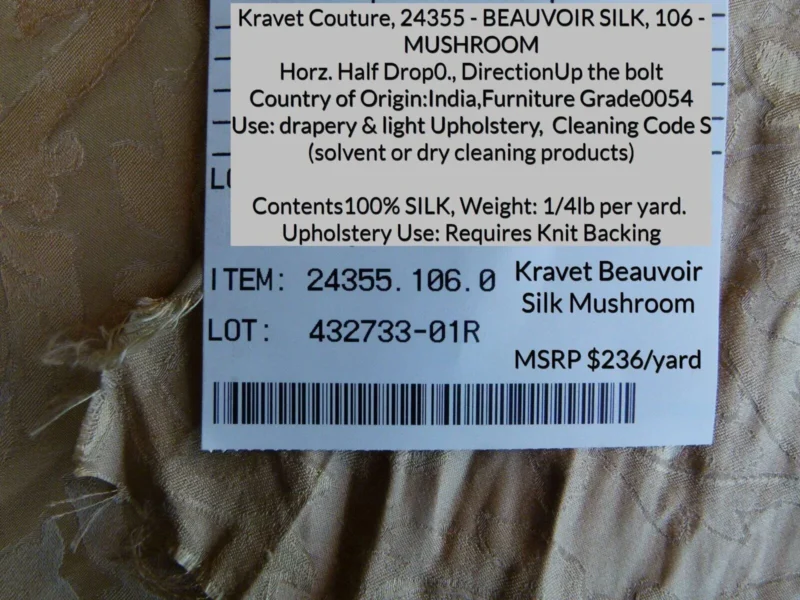 Kravet Couture, 24355 - BEAUVOIR SILK, 106 -
MUSHROOM
Horz. Half Drop0., DirectionUp the bolt
Country of Origin:India,Furniture Grade0054
Use: drapery & light Upholstery, Cleaning Code S
(solvent or dry cleaning products)
Contents100% SILK, Weight: 1/4lb per yard.
Upholstery Use: Requires Knit Backing
ITEM: 24355.106.0
Kravet Beauvoir
Silk Mushroom
LOT: 432733-01R
MSRP $236/yard